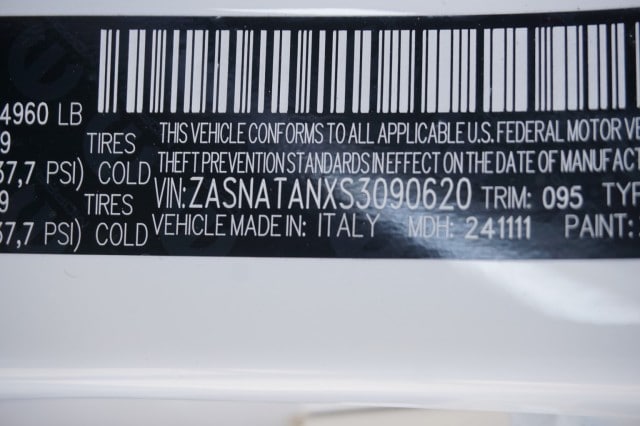 4960 LB
9 TIRES THIS VEHICLE CONFORMS TO ALL APPLICABLE U.S. FEDERAL MOTOR VE
37,7 PSI) COLD THEFT PREVENTION STANDARDS IN EFFECT ON THE DATE OF MANUFACT
9 TIRES VIN: ZASNATANXS3090620 TRIM: 095 TYP
37,7 PSI) COLD VEHICLE MADE IN: ITALY MDH: 241111 PAINT: